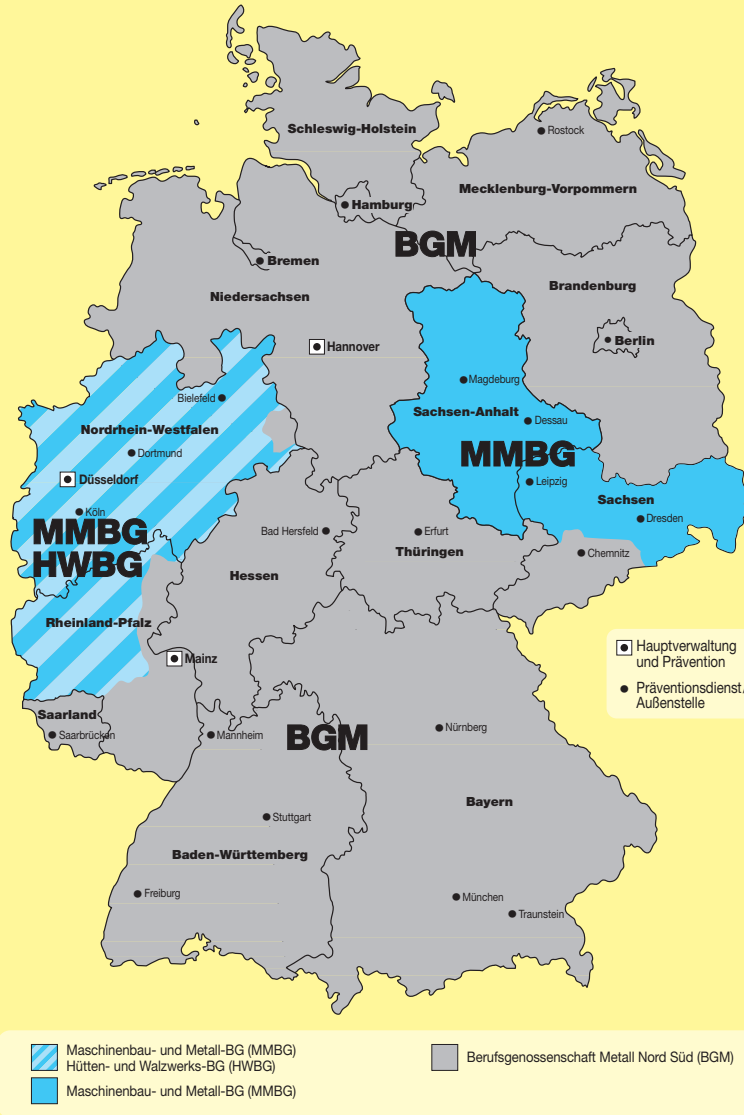 Schleswig-Holstein
Rostock
Mecklenburg-Vorpommern
Hamburg
BGM
Bremen
Brandenburg
Niedersachsen
Berlin
Hannover
Magdeburg
Bielefeld
Sachsen-Anhalt
Dessau
Nordrhein-Westfalen
Dortmund
MMBG
Düsseldorf
Leipzig
Sachsen
Köln
Dresden
MMBG
HWBG
Bad Hersfeld
Erfurt
Thüringen
Chemnitz
Hessen
Rheinland-Pfalz
Mainz
Hauptverwaltung
und Prävention
Präventionsdienst/
Außenstelle
Saarland
Saarbrücken
Mannheim
BGM
Nürnberg
Bayern
Stuttgart
Baden-Württemberg
Freiburg
München
Traunstein
Maschinenbau- und Metall-BG (MMBG)
Hütten- und Walzwerks-BG (HWBG)
Berufsgenossenschaft Metall Nord Süd (BGM)
Maschinenbau- und Metall-BG (MMBG)